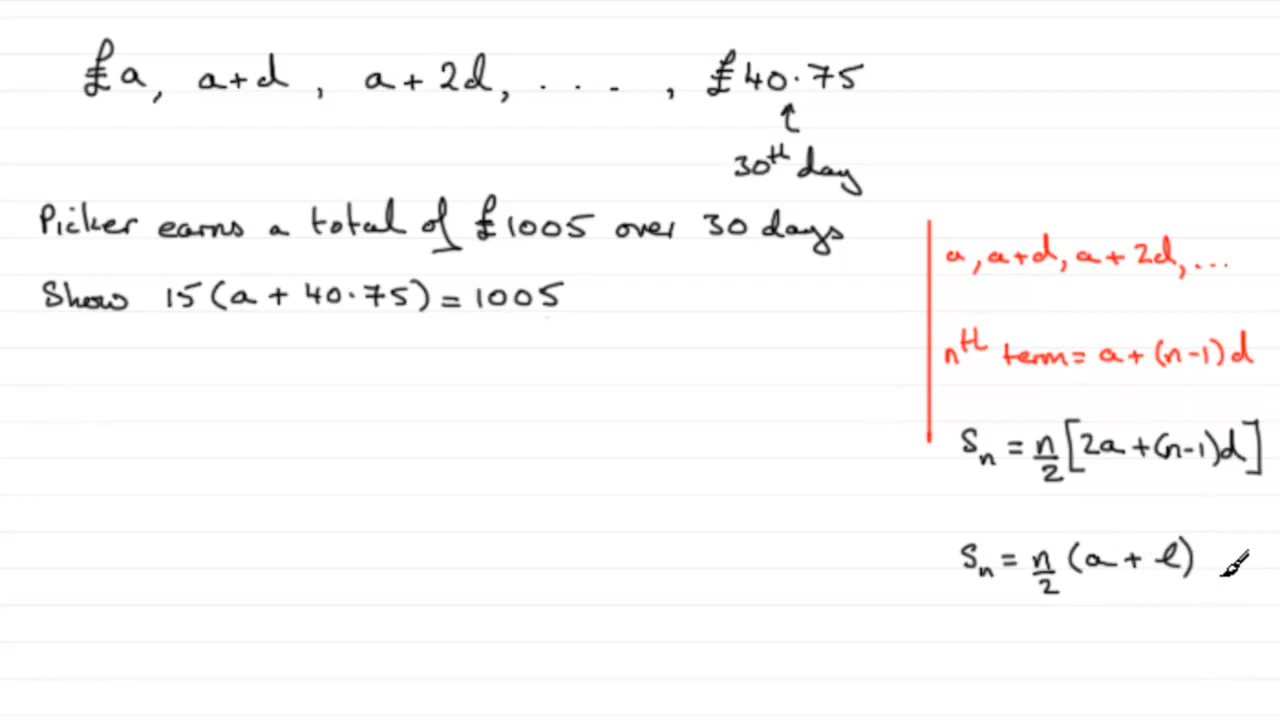 £a, a+d, a+2d, ...., £40.75
↑
30th day
Picker earns a total of £1005 over 30 days
Show 15(a + 40.75) = 1005
a, a+d, a+2d, ...
nth term = a+(n-1)d
Sn = n/2 [2a+(n-1)d]
Sn = n/2 (a + l)